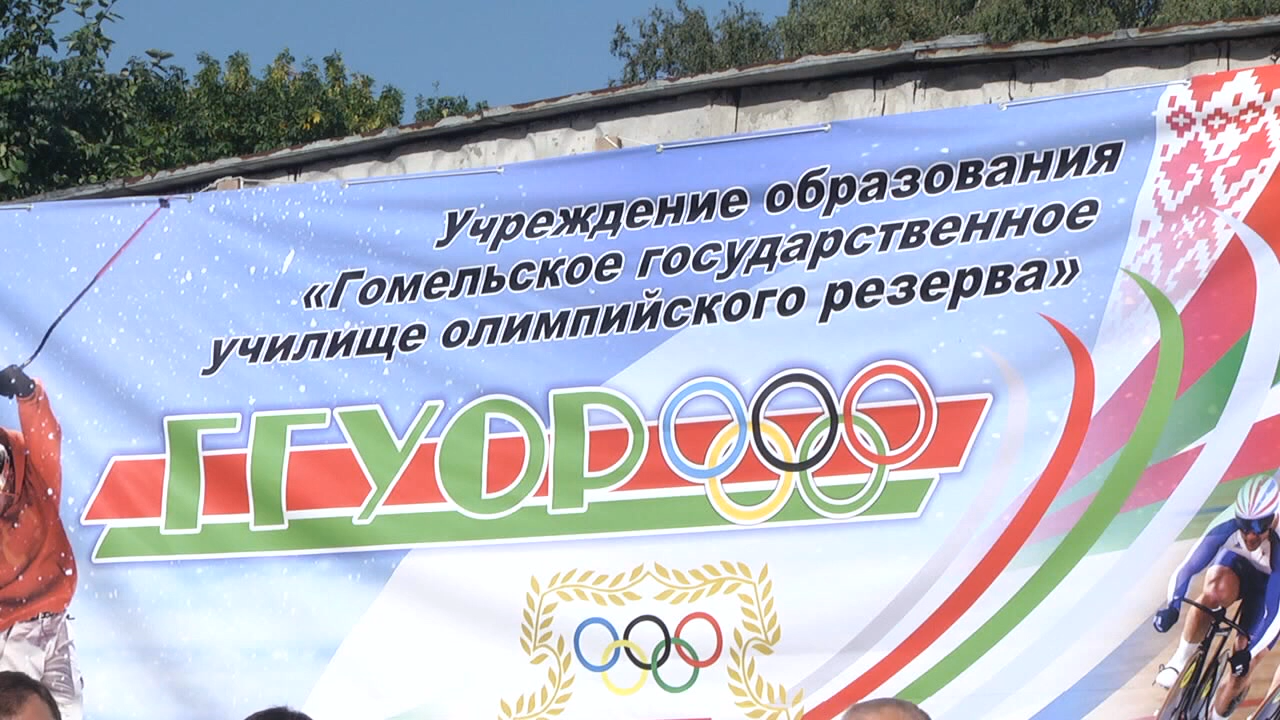 Учреждение образования
«Гомельское государственное
училище олимпийского резерва»
ГГУОР